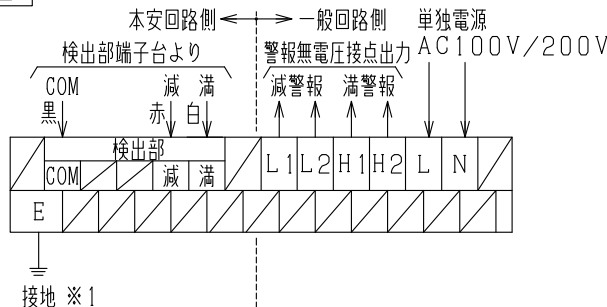 本安回路側 一般回路側 単独電源
検出部端子台より 警報無電圧接点出力 AC100V/200V
COM 減 満 減警報 満警報
黒 赤 白
検出部
COM 減 満 L1 L2 H1 H2 L N
E
接地 ※1